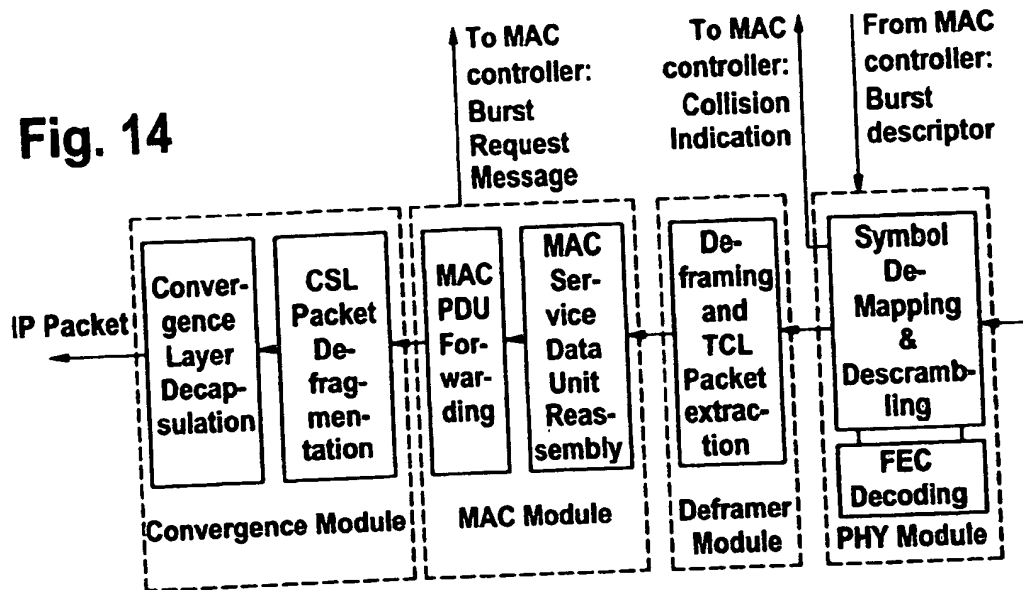 Fig. 14
To MAC
controller:
Burst
Request
Message
To MAC
controller:
Collision
Indication
From MAC
controller:
Burst
descriptor
IP Packet
Conver-
gence
Layer
Decap-
sulation
CSL
Packet
De-
frag-
men-
tation
Convergence Module
MAC
PDU
For-
war-
ding
MAC
Ser-
vice
Data
Unit
Reas-
sembly
MAC Module
De-
framing
and
TCL
Packet
extrac-
tion
Deframer
Module
Symbol
De-
Mapping
&
Descramb-
ling
FEC
Decoding
PHY Module